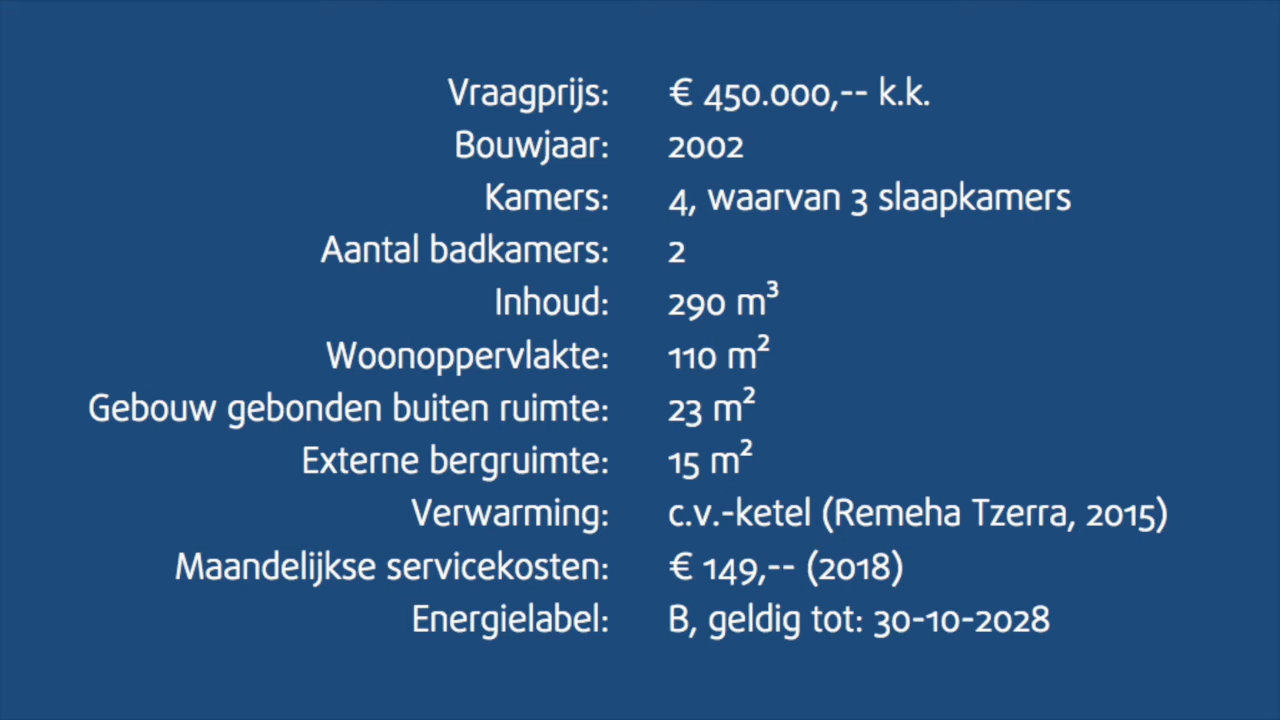 Vraagprijs: € 450.000,-- k.k.
Bouwjaar: 2002
Kamers: 4, waarvan 3 slaapkamers
Aantal badkamers: 2
Inhoud: 290 m³
Woonoppervlakte: 110 m²
Gebouw gebonden buiten ruimte: 23 m²
Externe bergruimte: 15 m²
Verwarming: c.v.-ketel (Remeha Tzerra, 2015)
Maandelijkse servicekosten: € 149,-- (2018)
Energielabel: B, geldig tot: 30-10-2028